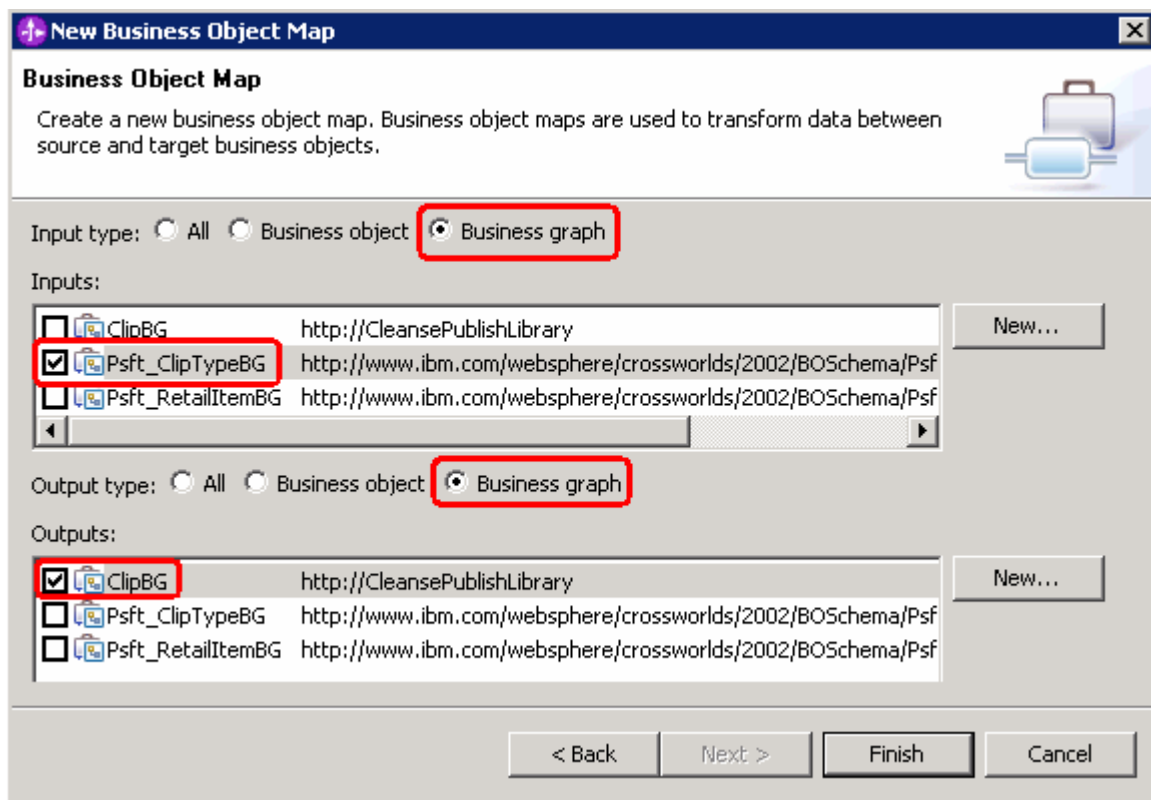 New Business Object Map
Business Object Map
Create a new business object map. Business object maps are used to transform data between
source and target business objects.
Input type: All Business object Business graph
Inputs:
ClipBG http://CleansePublishLibrary
New...
Psft_ClipTypeBG http://www.ibm.com/websphere/crossworlds/2002/BOSchema/Psf
Psft_RetailItemBG http://www.ibm.com/websphere/crossworlds/2002/BOSchema/Psf
Output type: All Business object Business graph
Outputs:
ClipBG http://CleansePublishLibrary
New...
Psft_ClipTypeBG http://www.ibm.com/websphere/crossworlds/2002/BOSchema/Psf
Psft_RetailItemBG http://www.ibm.com/websphere/crossworlds/2002/BOSchema/Psf
< Back Next > Finish Cancel